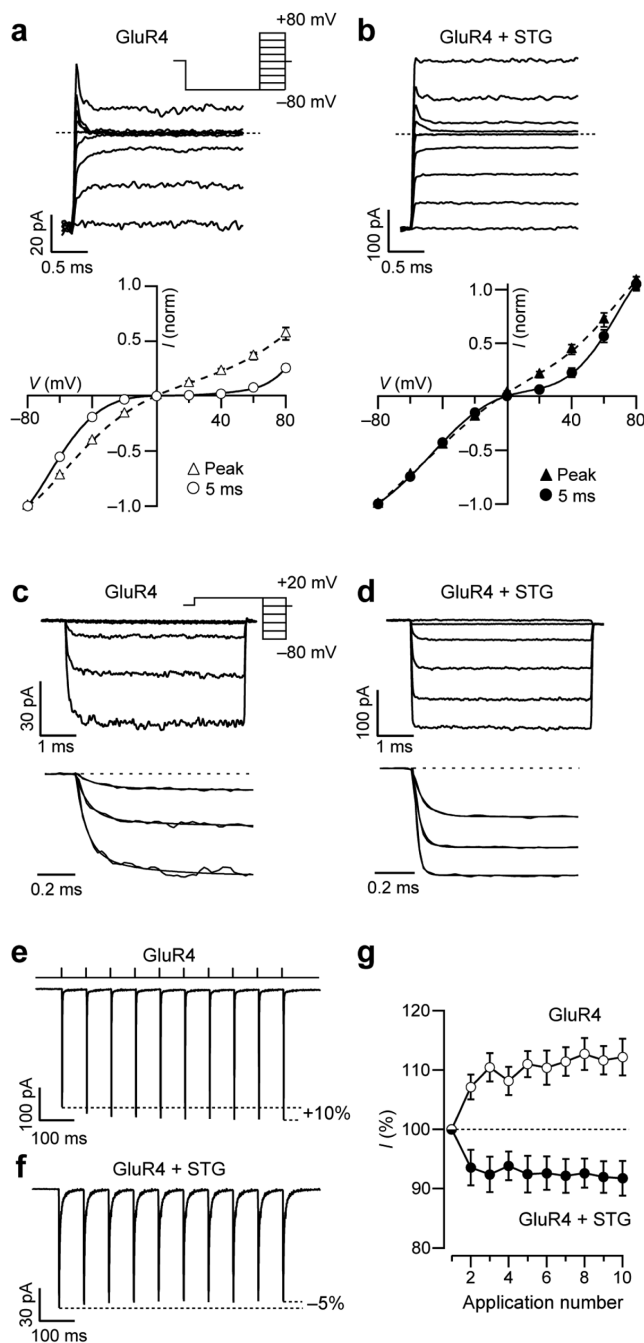 a
GluR4
+80 mV
–80 mV
20 pA
0.5 ms
b
GluR4 + STG
100 pA
0.5 ms
1.0
I (norm)
0.5
V (mV)
–80
–40
40
80
–0.5
–1.0
Peak
5 ms
1.0
I (norm)
0.5
V (mV)
–80
–40
40
80
–0.5
–1.0
Peak
5 ms
c
GluR4
+20 mV
–80 mV
30 pA
1 ms
0.2 ms
d
GluR4 + STG
100 pA
1 ms
0.2 ms
e
GluR4
100 pA
100 ms
+10%
f
GluR4 + STG
30 pA
100 ms
–5%
g
120
110
100
90
80
I (%)
GluR4
GluR4 + STG
2 4 6 8 10
Application number